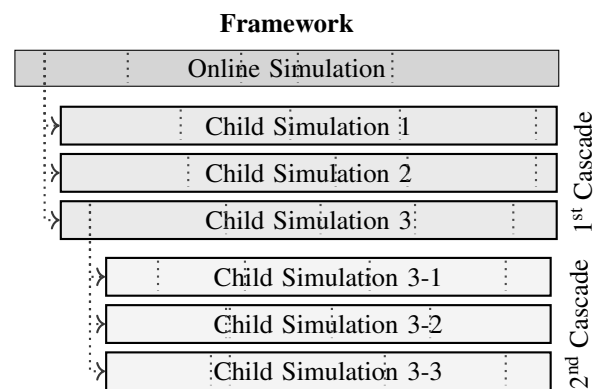 Framework
Online Simulation
Child Simulation 1
Child Simulation 2
Child Simulation 3
1st Cascade
Child Simulation 3-1
Child Simulation 3-2
Child Simulation 3-3
2nd Cascade